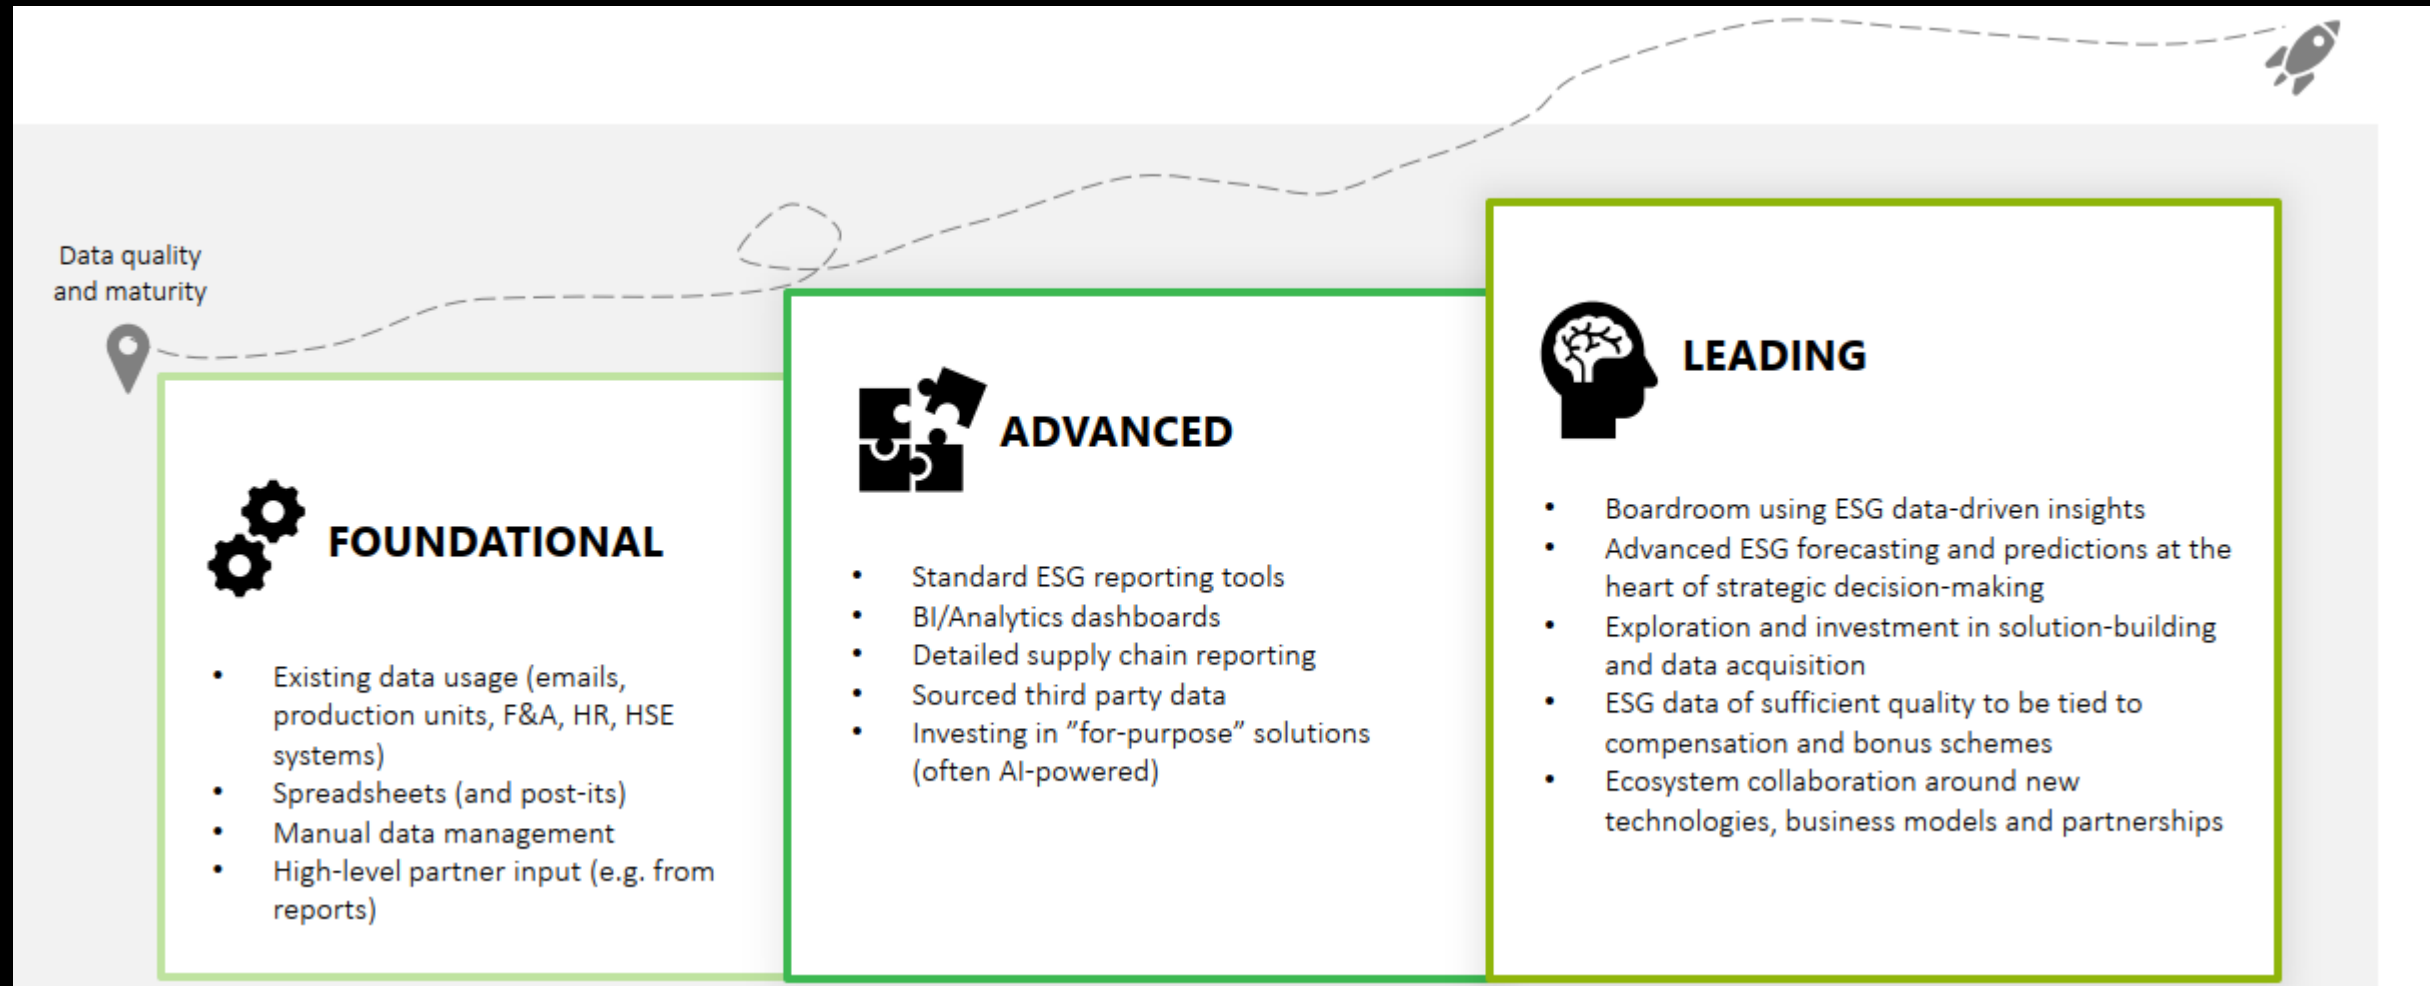 Data quality
and maturity
FOUNDATIONAL
• Existing data usage (emails,
production units, F&A, HR, HSE
systems)
• Spreadsheets (and post-its)
• Manual data management
• High-level partner input (e.g. from
reports)
ADVANCED
• Standard ESG reporting tools
• BI/Analytics dashboards
• Detailed supply chain reporting
• Sourced third party data
• Investing in ”for-purpose” solutions
(often AI-powered)
LEADING
• Boardroom using ESG data-driven insights
• Advanced ESG forecasting and predictions at the
heart of strategic decision-making
• Exploration and investment in solution-building
and data acquisition
• ESG data of sufficient quality to be tied to
compensation and bonus schemes
• Ecosystem collaboration around new
technologies, business models and partnerships